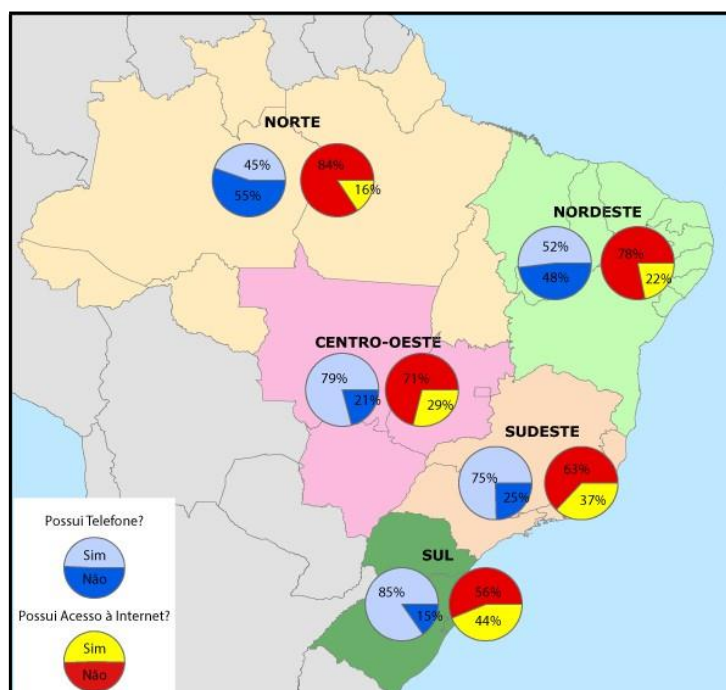 NORTE
45%
55%
84%
16%
NORDESTE
52%
48%
78%
22%
CENTRO-OESTE
79%
21%
71%
29%
SUDESTE
75%
25%
63%
37%
SUL
85%
15%
56%
44%
Possui Telefone?
Sim
Não
Possui Acesso à Internet?
Sim
Não